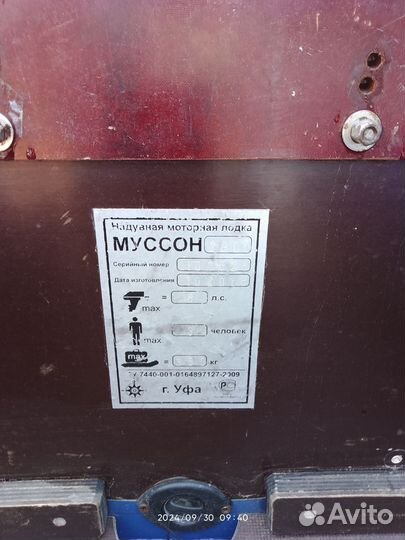 Надувная моторная лодка
МУССОН
Серийный номер
Дата изготовления
max = л.с.
max = человек
max = кг
ТУ-7440-001-0164897127-2009
г. Уфа Р
2024/09/30 09:40
Avito